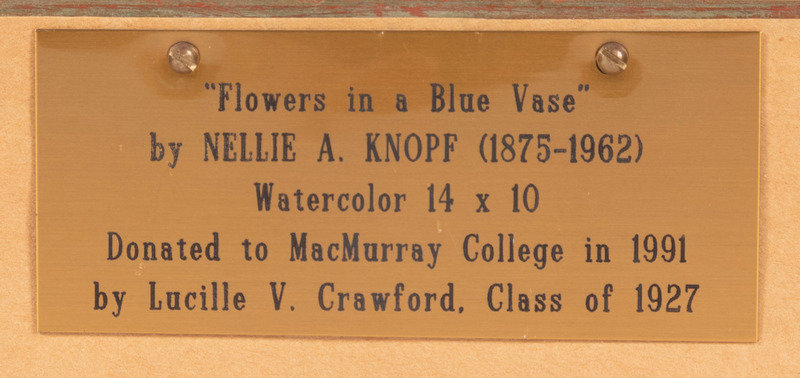 "Flowers in a Blue Vase"
by NELLIE A. KNOPF (1875-1962)
Watercolor 14 x 10
Donated to MacMurray College in 1991
by Lucille V. Crawford, Class of 1927